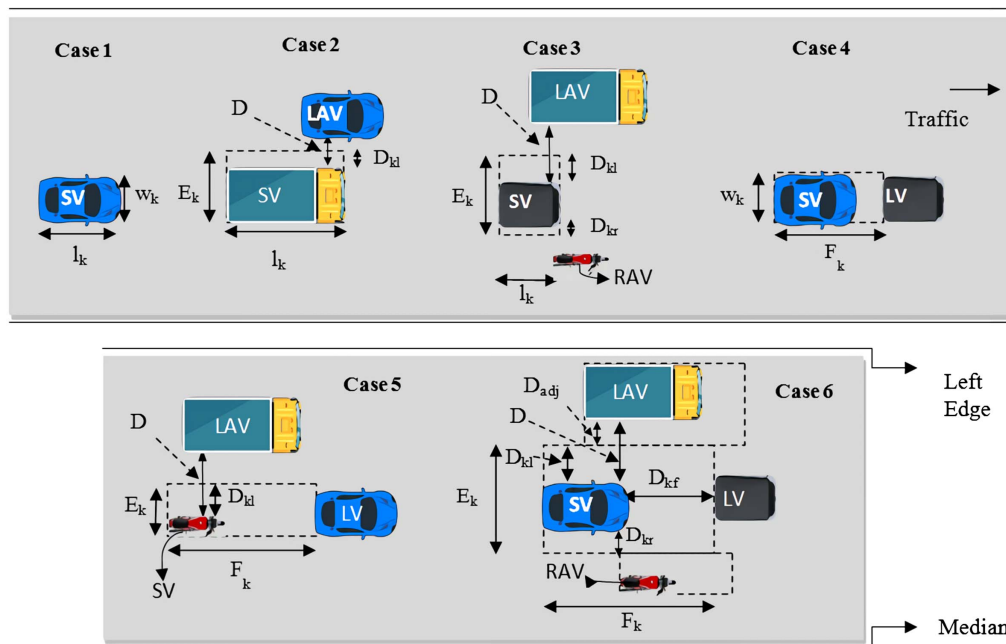 Case 1
Case 2
Case 3
Case 4
LAV
D
Dkl
Ek
SV
lk
SV
wk
lk
LAV
D
Dkl
Ek
SV
Dkr
lk
RAV
Traffic
wk
SV
LV
Fk
Case 5
LAV
D
Ek
Dkl
LV
Fk
SV
Case 6
Dadj
LAV
D
Dkl
Ek
SV
Dkf
LV
Dkr
RAV
Fk
Left
Edge
Median